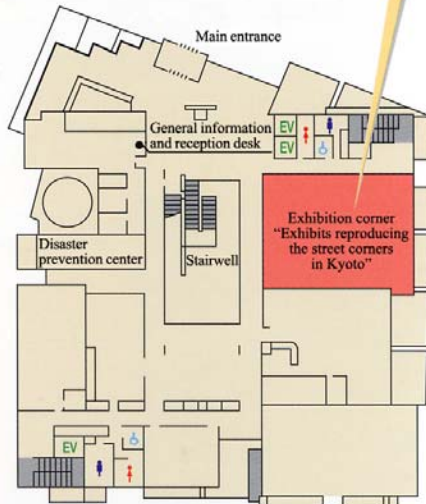 Main entrance
General information
and reception desk
EV
EV
Exhibition corner
“Exhibits reproducing
the street corners
in Kyoto”
Disaster
prevention center
Stairwell
EV